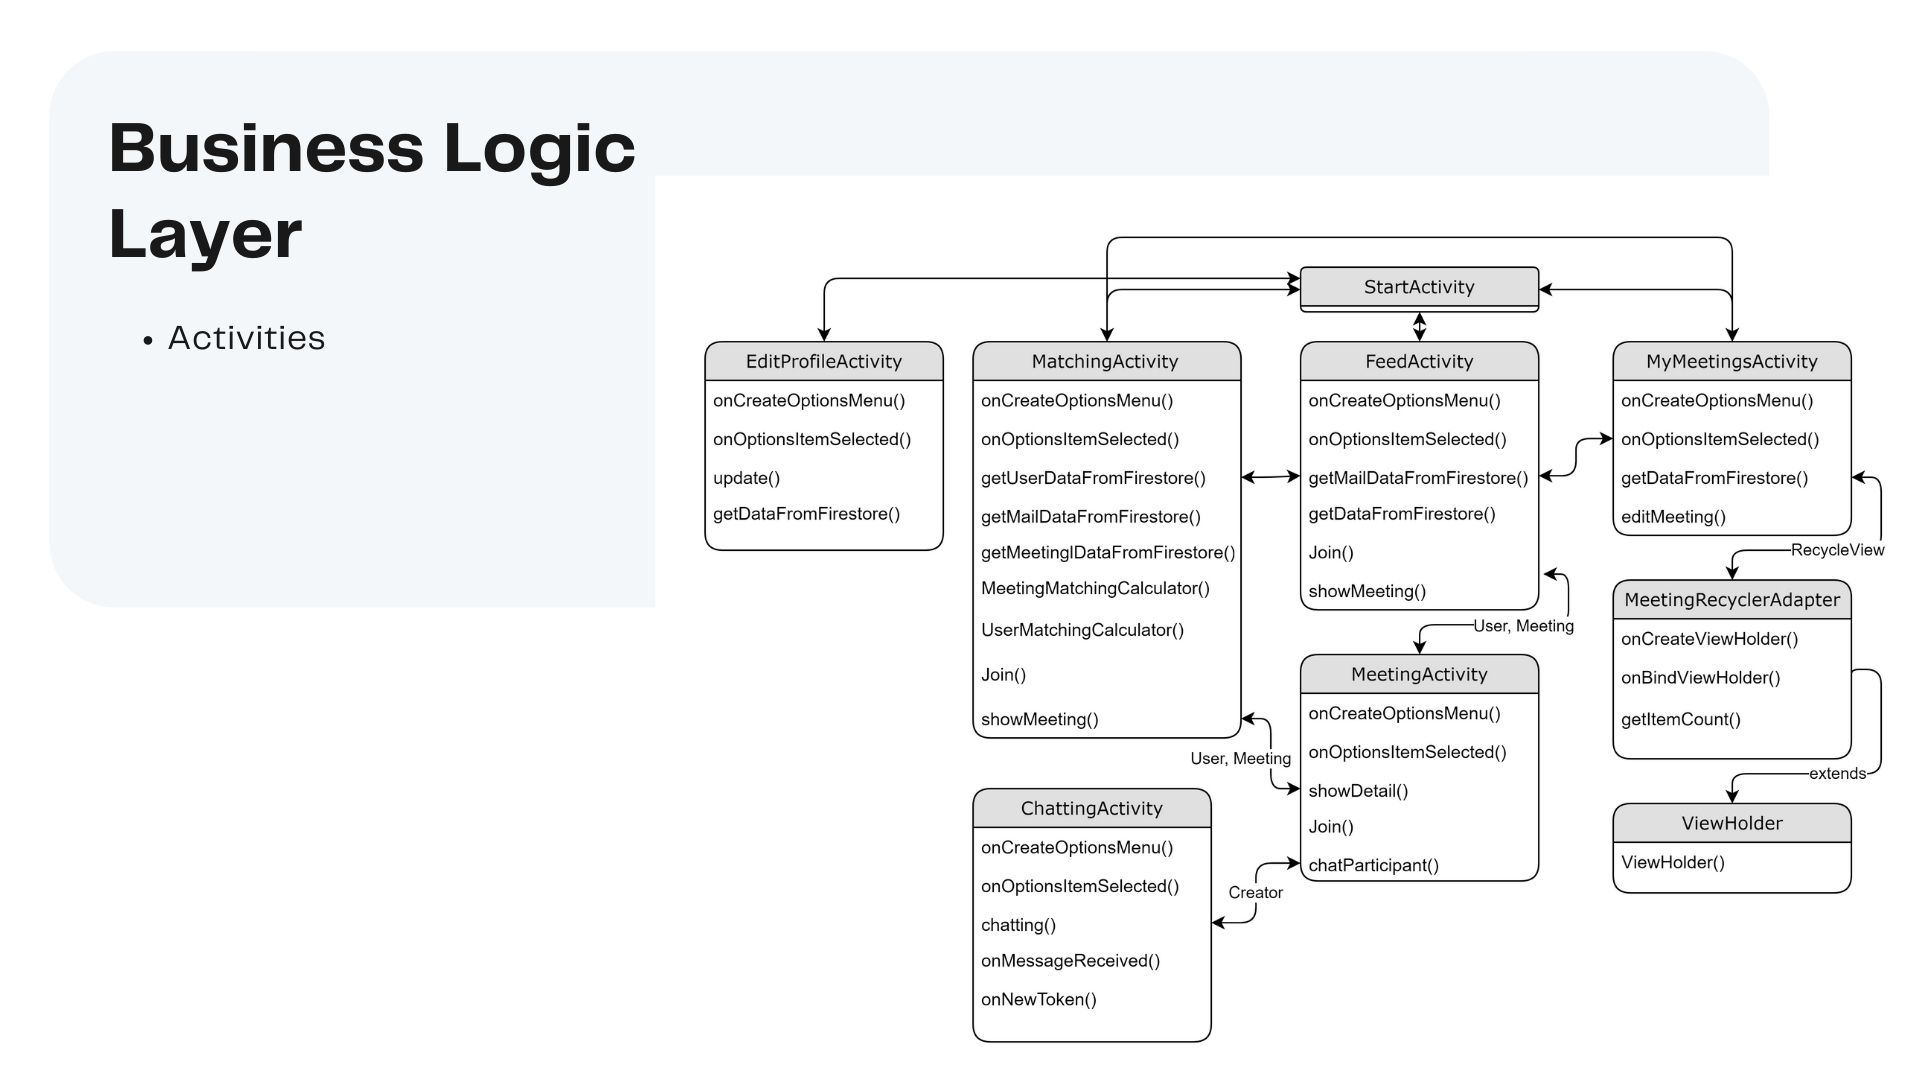 Business Logic
Layer
• Activities
StartActivity
EditProfileActivity
onCreateOptionsMenu()
onOptionsItemSelected()
update()
getDataFromFirestore()
MatchingActivity
onCreateOptionsMenu()
onOptionsItemSelected()
getUserDataFromFirestore()
getMailDataFromFirestore()
getMeetinglDataFromFirestore()
MeetingMatchingCalculator()
UserMatchingCalculator()
Join()
showMeeting()
FeedActivity
onCreateOptionsMenu()
onOptionsItemSelected()
getMailDataFromFirestore()
getDataFromFirestore()
Join()
showMeeting()
MyMeetingsActivity
onCreateOptionsMenu()
onOptionsItemSelected()
getDataFromFirestore()
editMeeting()
RecycleView
MeetingRecyclerAdapter
onCreateViewHolder()
onBindViewHolder()
getItemCount()
extends
ViewHolder
ViewHolder()
User, Meeting
MeetingActivity
onCreateOptionsMenu()
onOptionsItemSelected()
showDetail()
Join()
chatParticipant()
User, Meeting
Creator
ChattingActivity
onCreateOptionsMenu()
onOptionsItemSelected()
chatting()
onMessageReceived()
onNewToken()